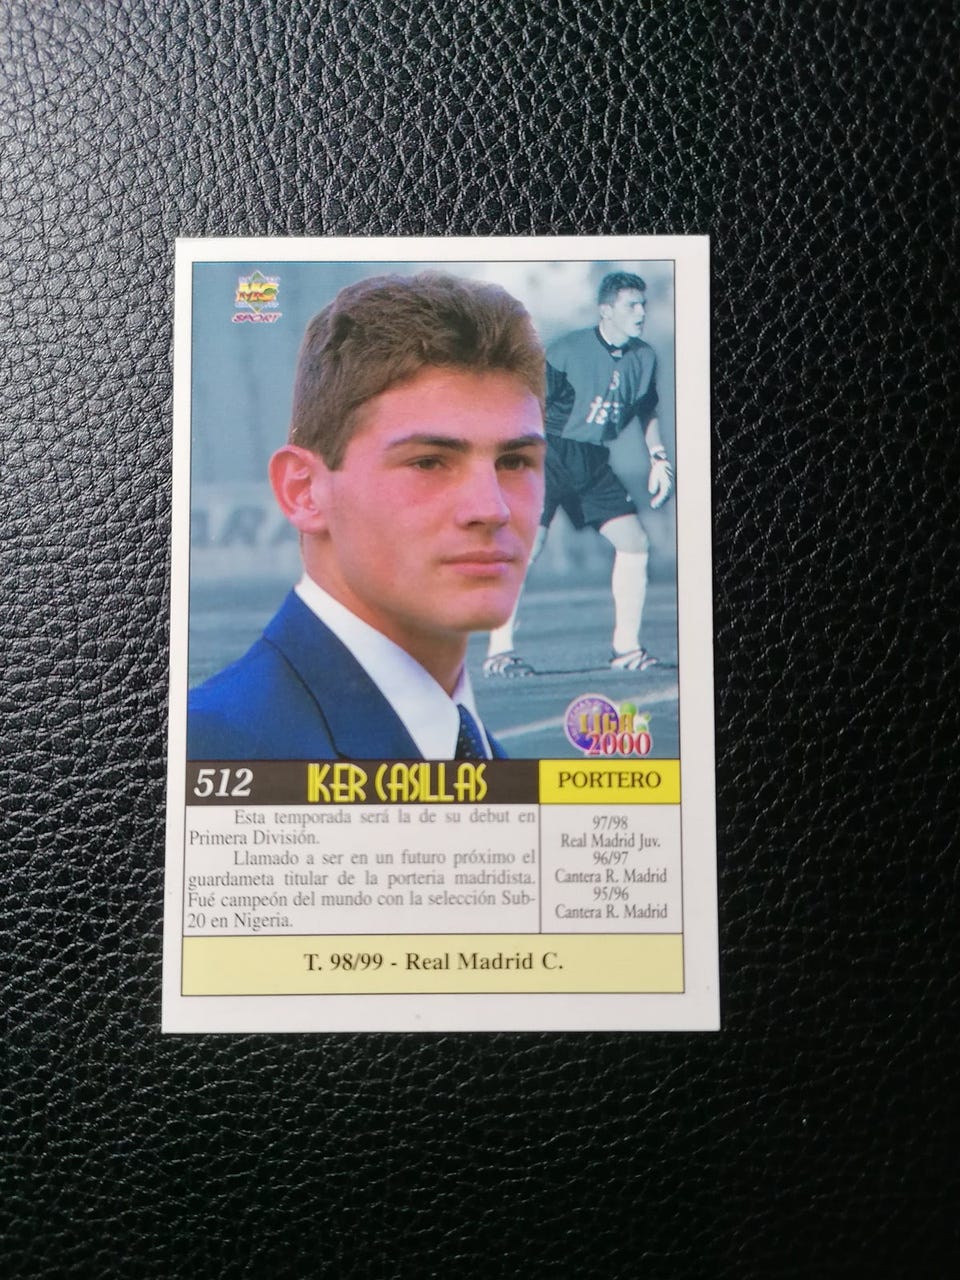 MC
SPORT
LIGA
2000
512 IKER CASILLAS PORTERO
Esta temporada será la de su debut en
Primera División.
Llamado a ser en un futuro próximo el
guardameta titular de la porteria madridista.
Fué campeón del mundo con la selección Sub-
20 en Nigeria.
97/98
Real Madrid Juv.
96/97
Cantera R. Madrid
95/96
Cantera R. Madrid
T. 98/99 - Real Madrid C.